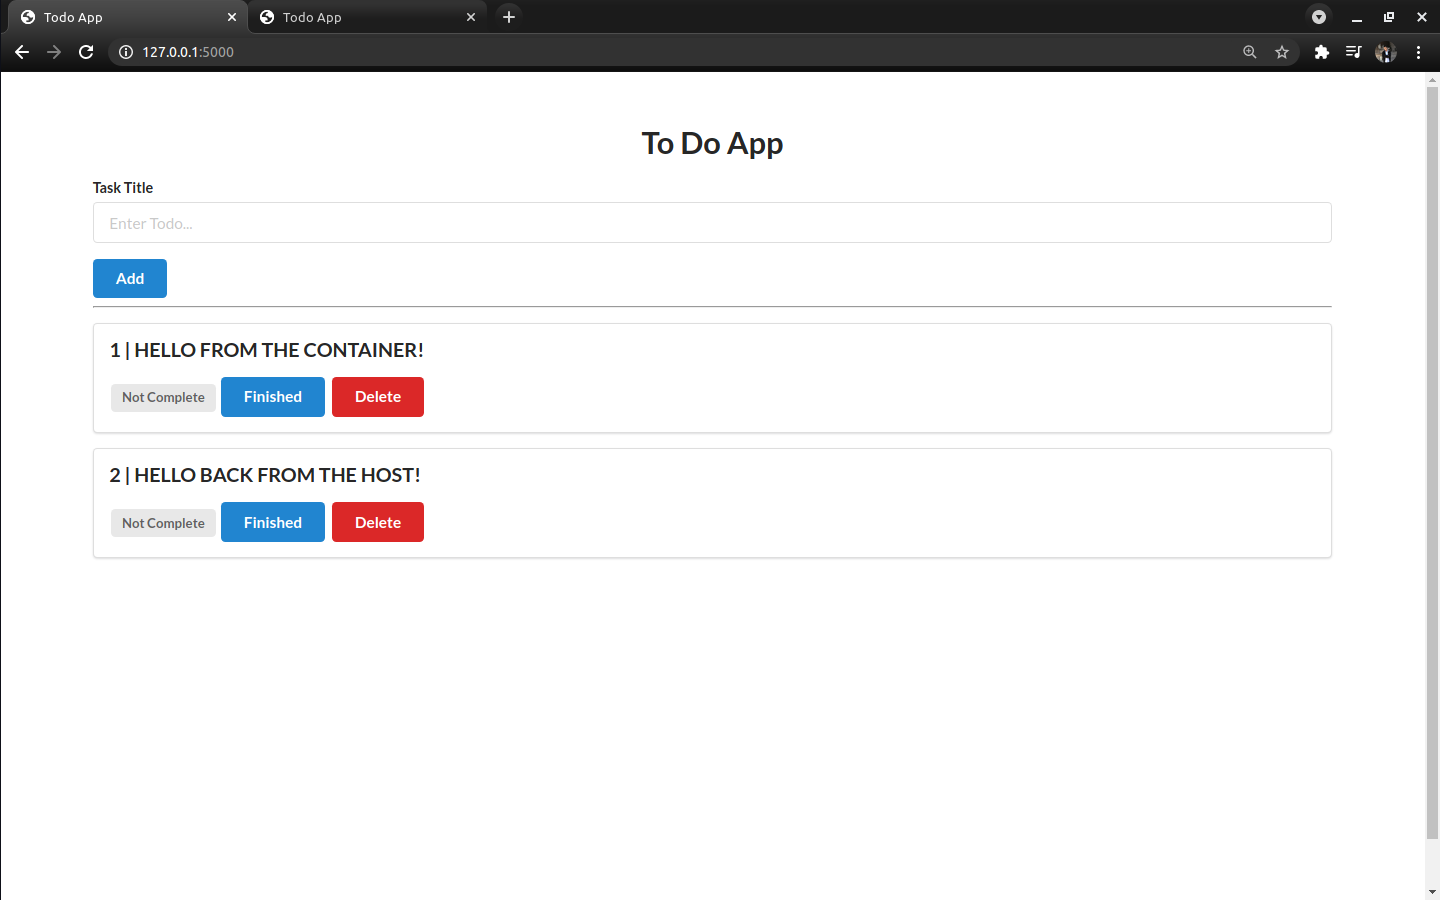 Todo App
Todo App
127.0.0.1:5000
To Do App
Task Title
Enter Todo...
Add
1 | HELLO FROM THE CONTAINER!
Not Complete Finished Delete
2 | HELLO BACK FROM THE HOST!
Not Complete Finished Delete